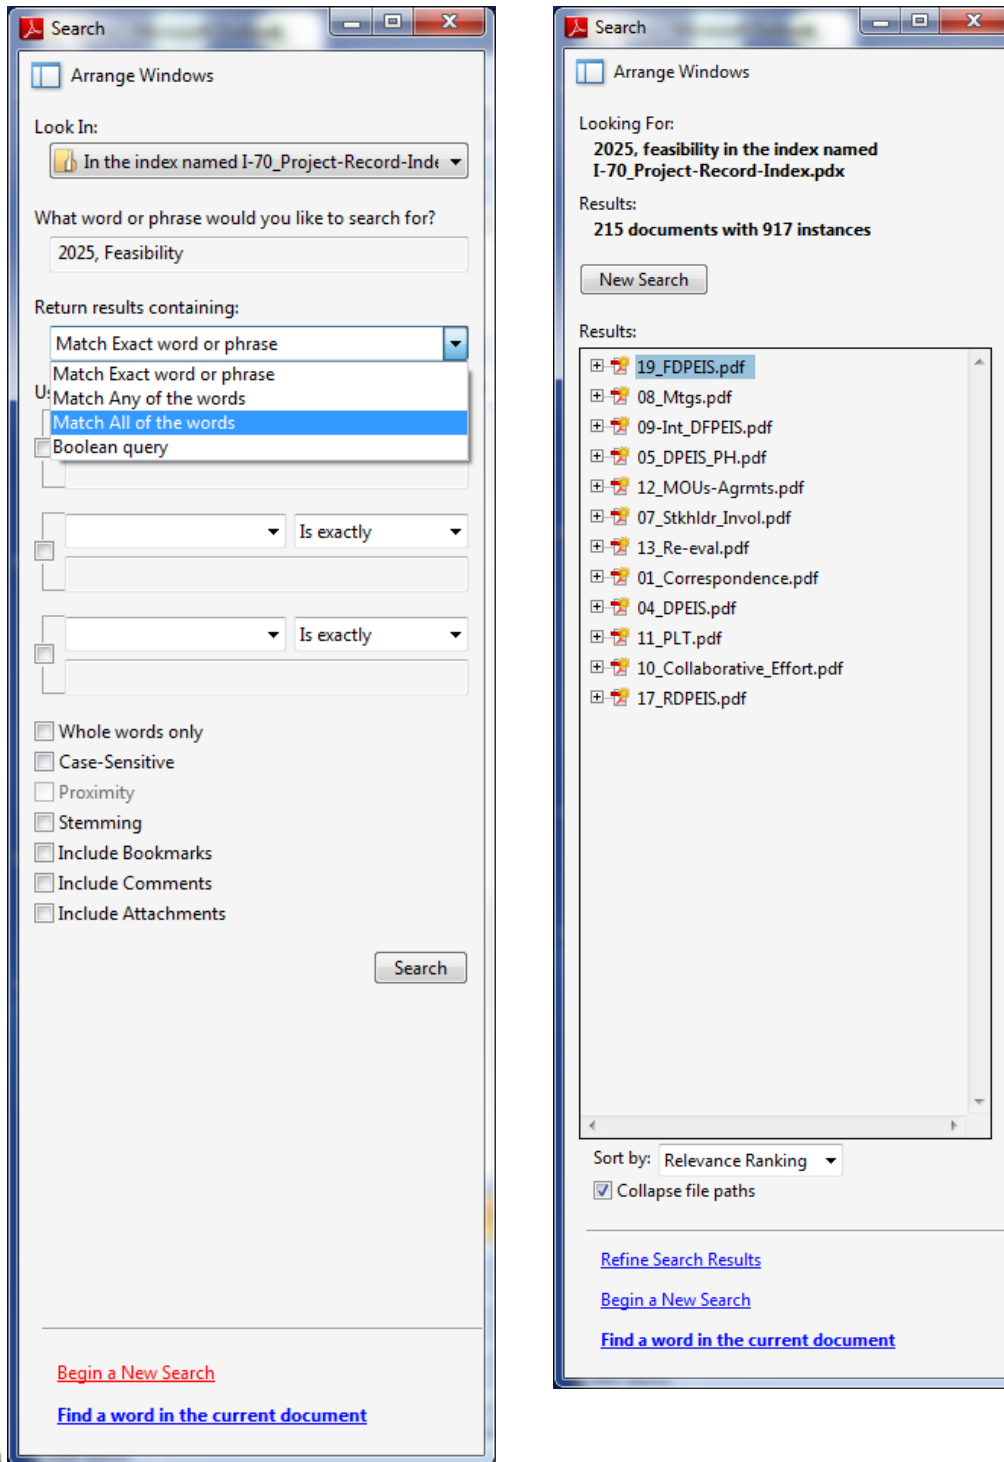 Search
Arrange Windows
Look In:
In the index named I-70_Project-Record-Inde
What word or phrase would you like to search for?
2025, Feasibility
Return results containing:
Match Exact word or phrase
Match Exact word or phrase
Match Any of the words
Match All of the words
Boolean query
Is exactly
Is exactly
Whole words only
Case-Sensitive
Proximity
Stemming
Include Bookmarks
Include Comments
Include Attachments
Search
Begin a New Search
Find a word in the current document
Search
Arrange Windows
Looking For:
2025, feasibility in the index named
I-70_Project-Record-Index.pdx
Results:
215 documents with 917 instances
New Search
Results:
19_FDPEIS.pdf
08_Mtgs.pdf
09-Int_DFPEIS.pdf
05_DPEIS_PH.pdf
12_MOUs-Agrmts.pdf
07_Stkhldr_Invol.pdf
13_Re-eval.pdf
01_Correspondence.pdf
04_DPEIS.pdf
11_PLT.pdf
10_Collaborative_Effort.pdf
17_RDPEIS.pdf
Sort by: Relevance Ranking
Collapse file paths
Refine Search Results
Begin a New Search
Find a word in the current document